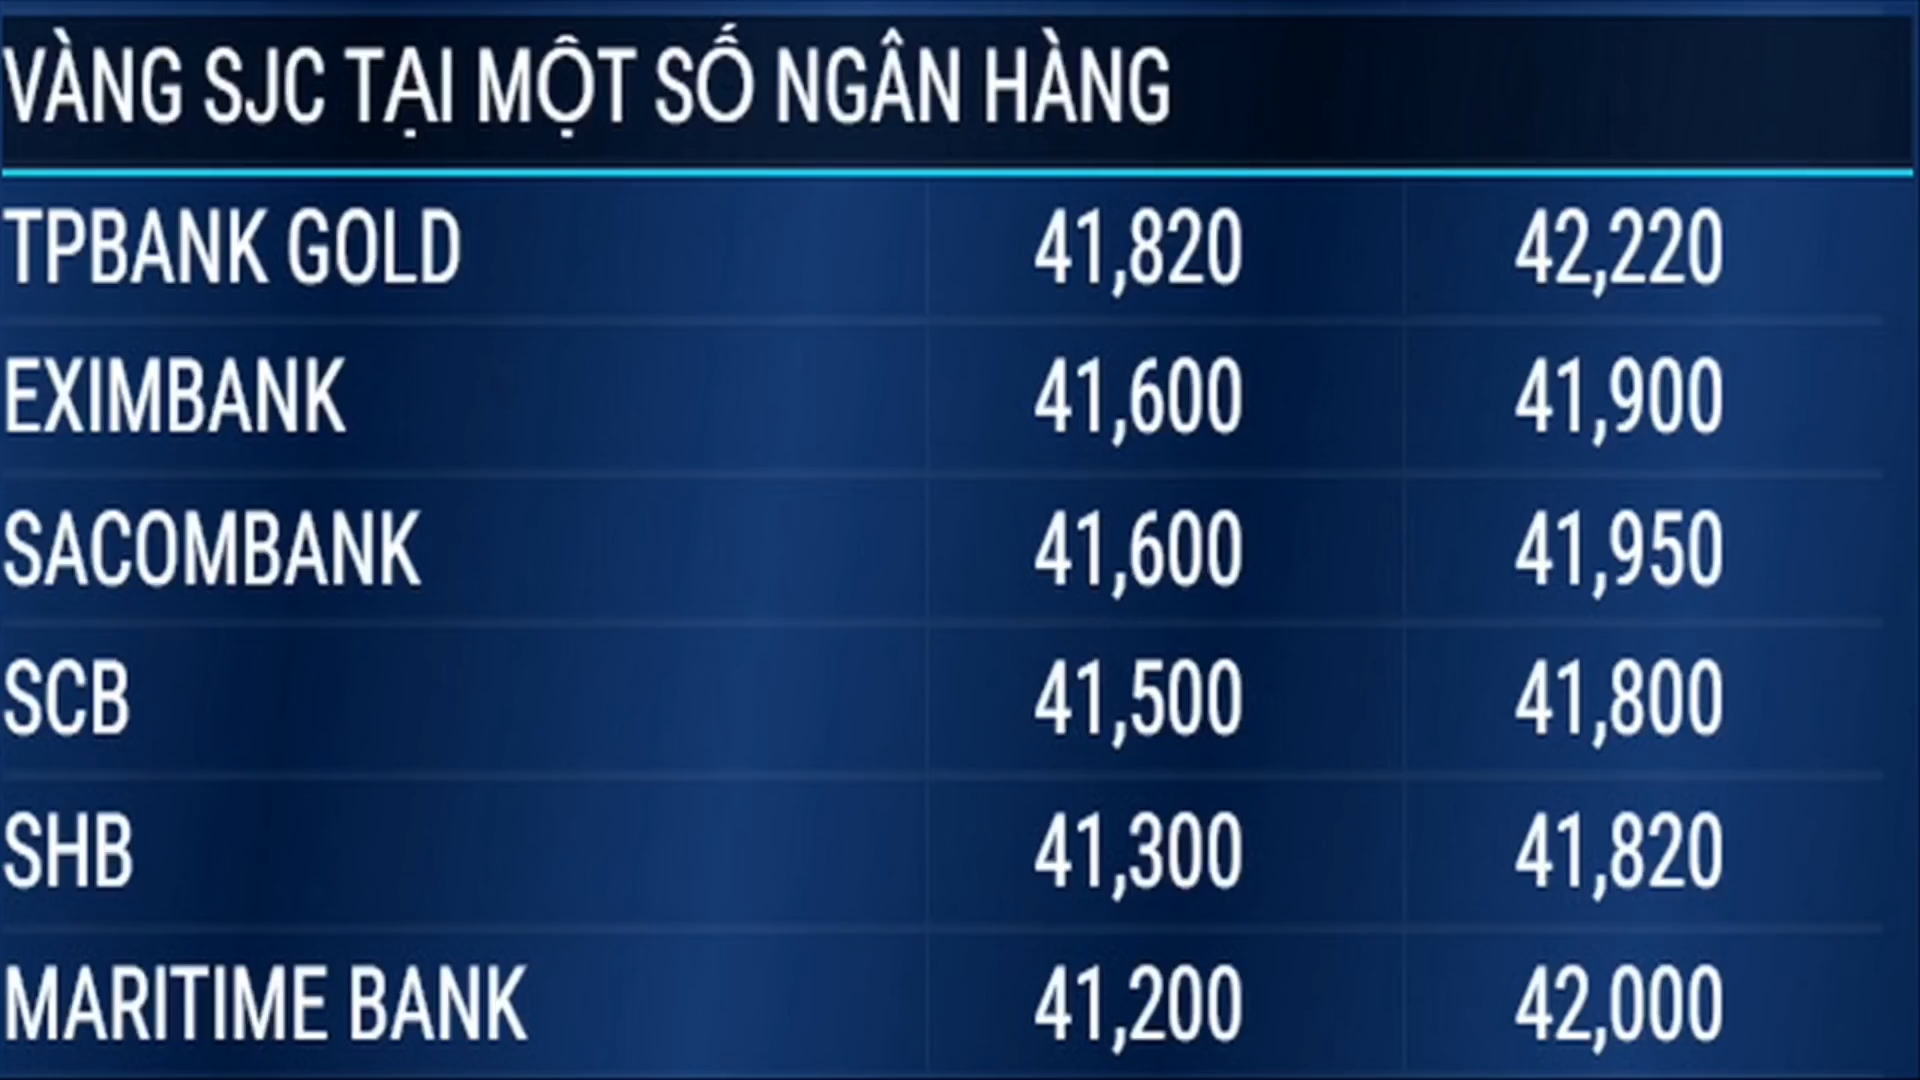 VÀNG SJC TẠI MỘT SỐ NGÂN HÀNG
TPBANK GOLD 41,820 42,220
EXIMBANK 41,600 41,900
SACOMBANK 41,600 41,950
SCB 41,500 41,800
SHB 41,300 41,820
MARITIME BANK 41,200 42,000